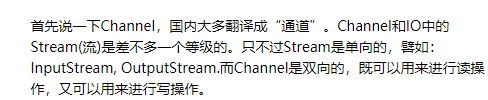 首先说一下Channel，国内大多翻译成“通道”。Channel和IO中的
Stream(流)是差不多一个等级的。只不过Stream是单向的，譬如：
InputStream, OutputStream.而Channel是双向的，既可以用来进行读操
作，又可以用来进行写操作。